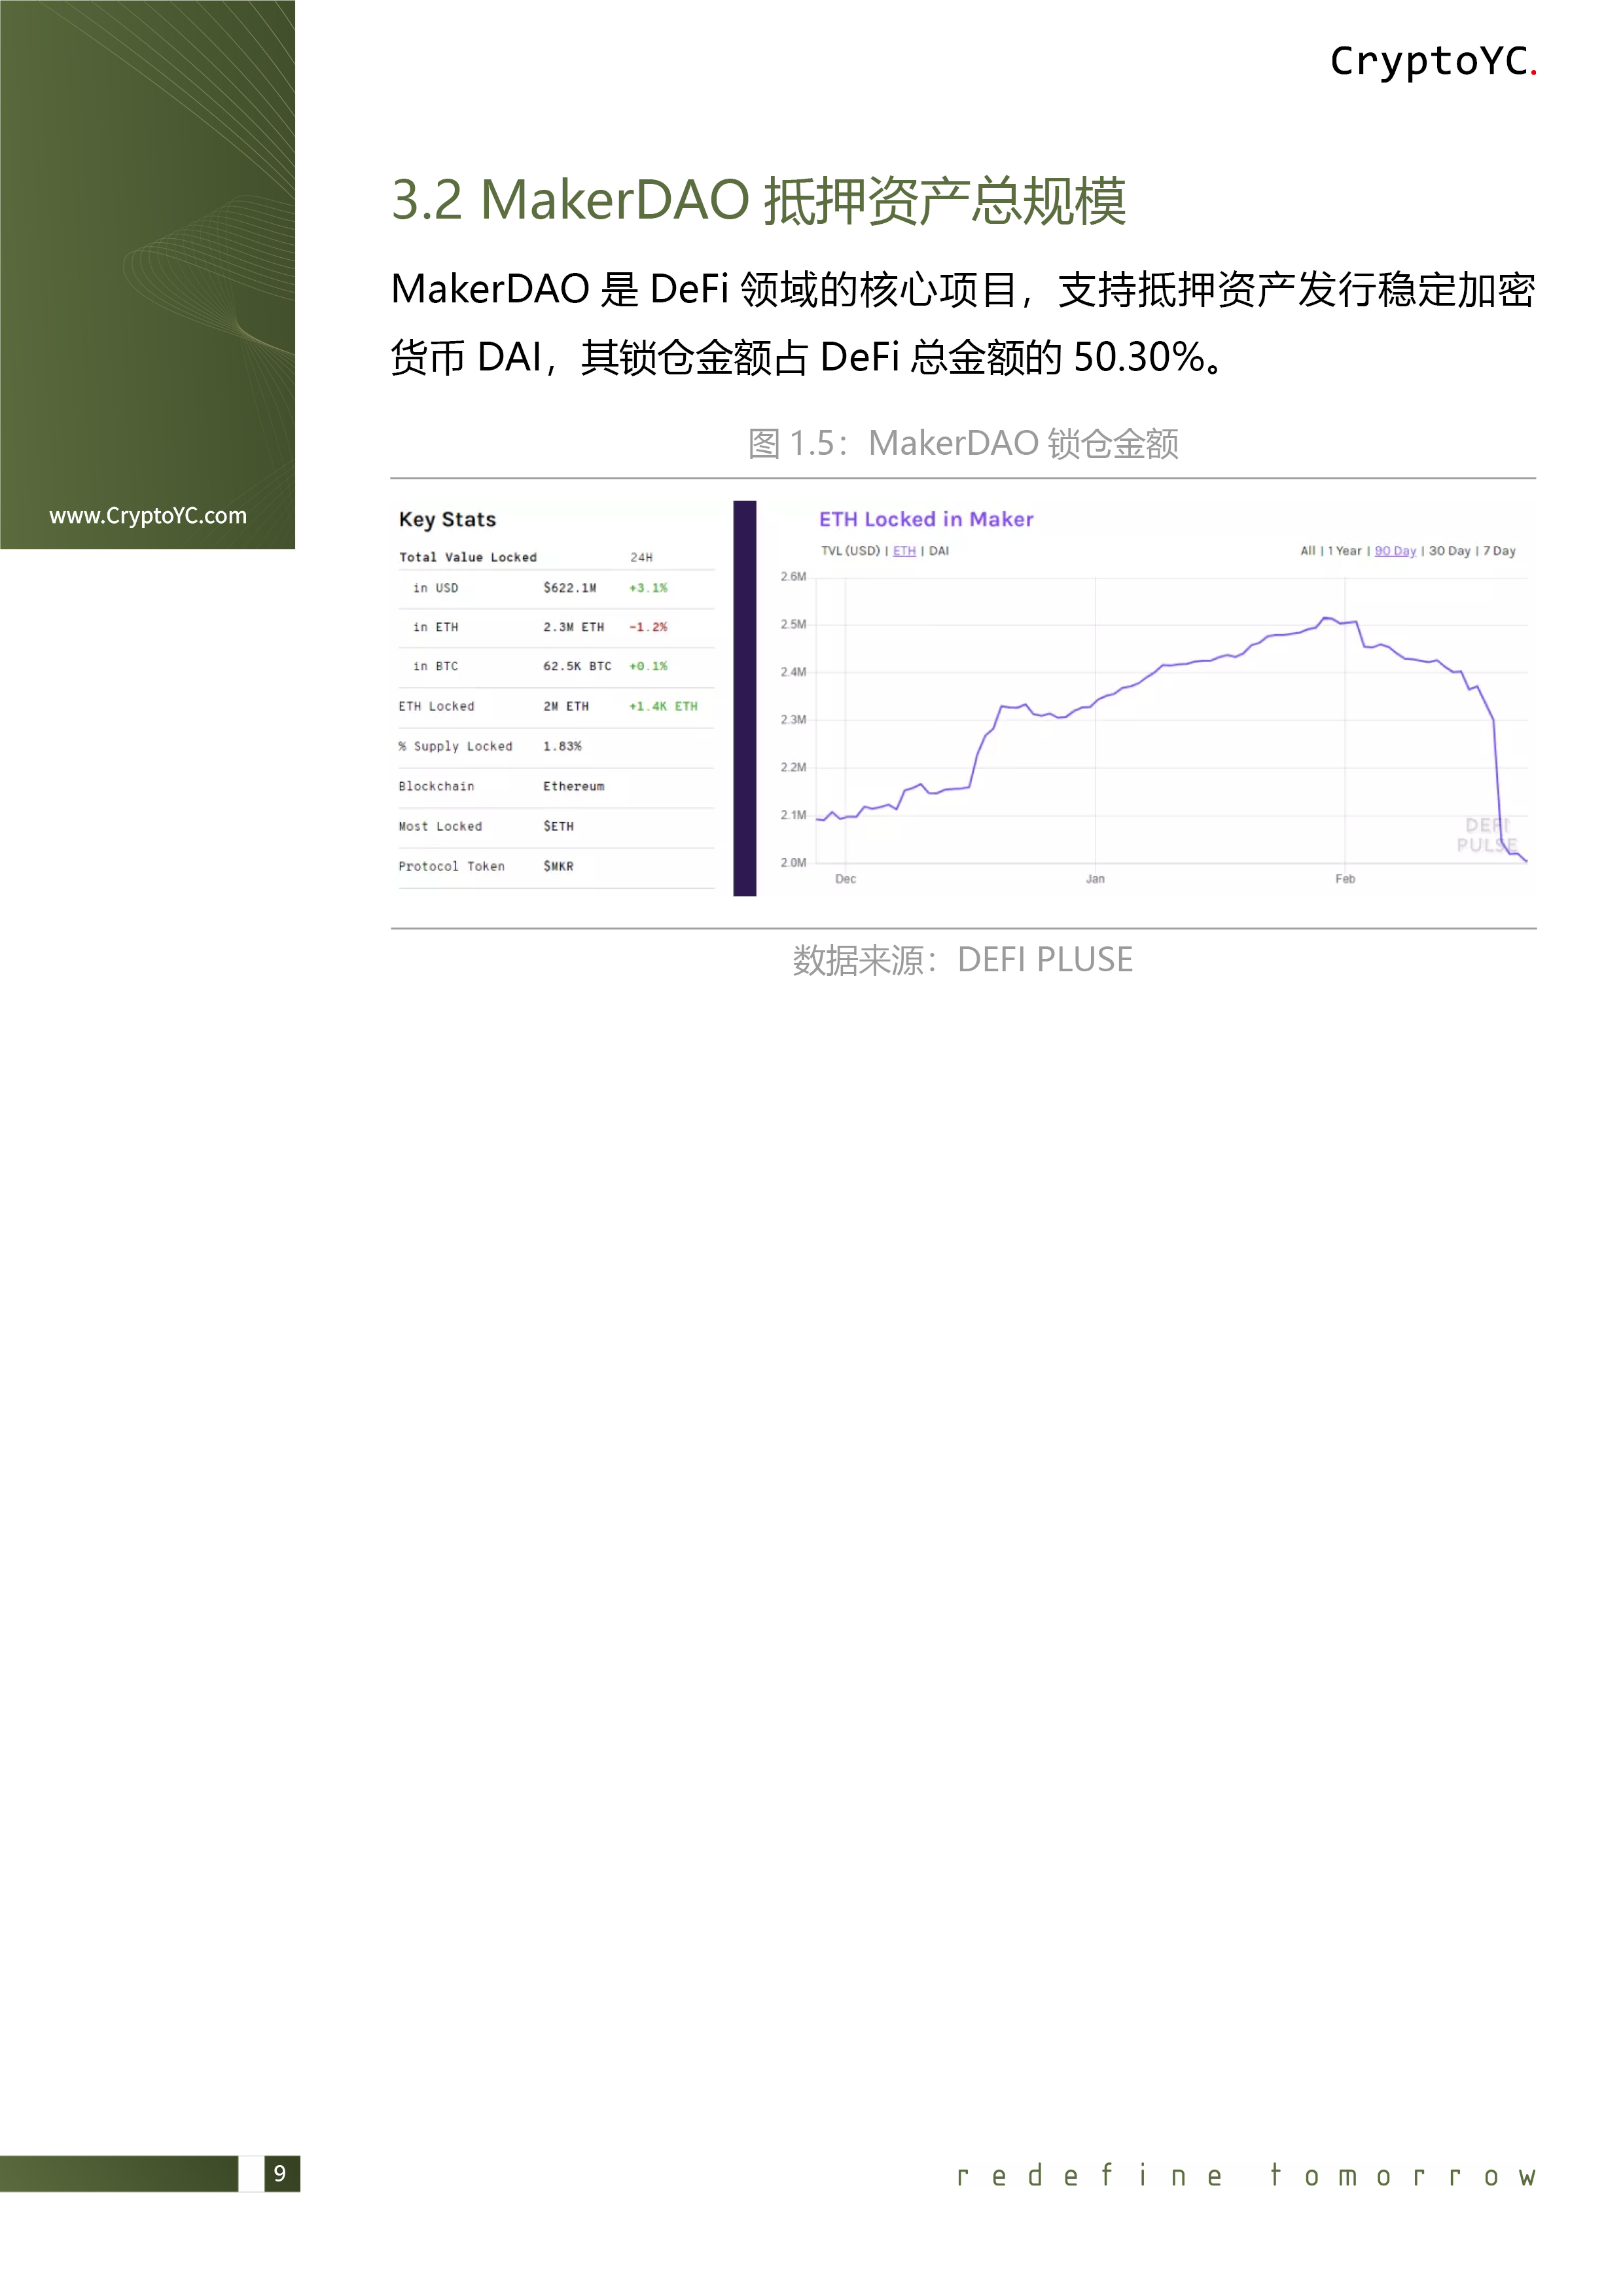 CryptoYC.
www.CryptoYC.com
3.2 MakerDAO 抵押资产总规模
MakerDAO 是 DeFi 领域的核心项目，支持抵押资产发行稳定加密
货币 DAI，其锁仓金额占 DeFi 总金额的 50.30%。
图 1.5：MakerDAO 锁仓金额
Key Stats
Total Value Locked 24H
in USD $622.1M +3.1%
in ETH 2.3M ETH -1.2%
in BTC 62.5K BTC +0.1%
ETH Locked 2M ETH +1.4K ETH
% Supply Locked 1.83%
Blockchain Ethereum
Most Locked $ETH
Protocol Token $MKR
ETH Locked in Maker
TVL (USD) | ETH | DAI
All | 1 Year | 90 Day | 30 Day | 7 Day
2.6M
2.5M
2.4M
2.3M
2.2M
2.1M
2.0M
Dec Jan Feb
DEFI
PULSE
数据来源：DEFI PLUSE
9
redefine tomorrow